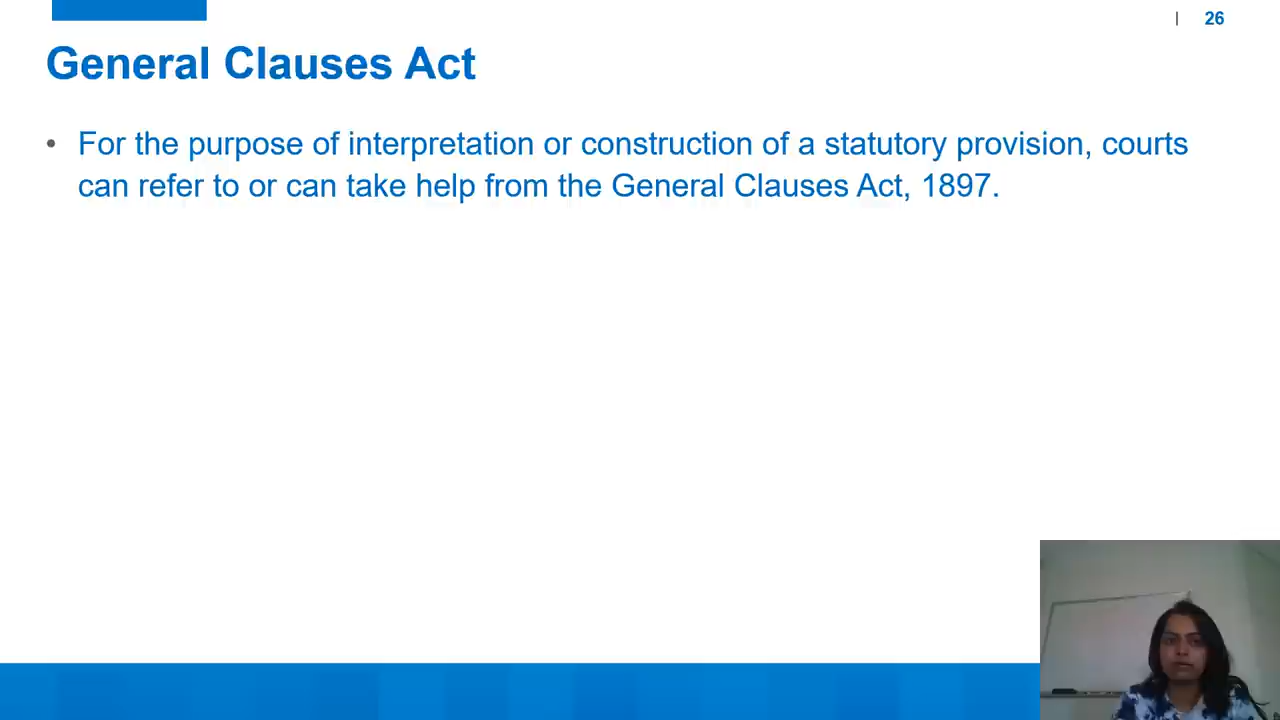 | 26
General Clauses Act
• For the purpose of interpretation or construction of a statutory provision, courts
can refer to or can take help from the General Clauses Act, 1897.